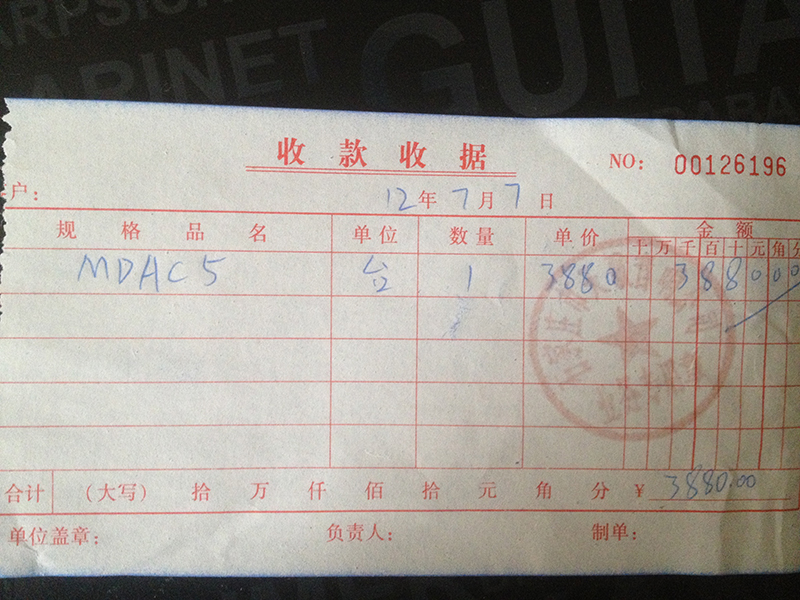 ARPSIC
ARINET
GUITA
ARABA
收款收据
NO: 00126196
户:
12年7月7日
规格品名 单位 数量 单价 金额
十万千百十元角分
MDAC5 台 1 3880 388000
合计 (大写) 拾 万 仟 佰 拾 元 角 分 ¥ 3880.00
单位盖章: 负责人: 制单: